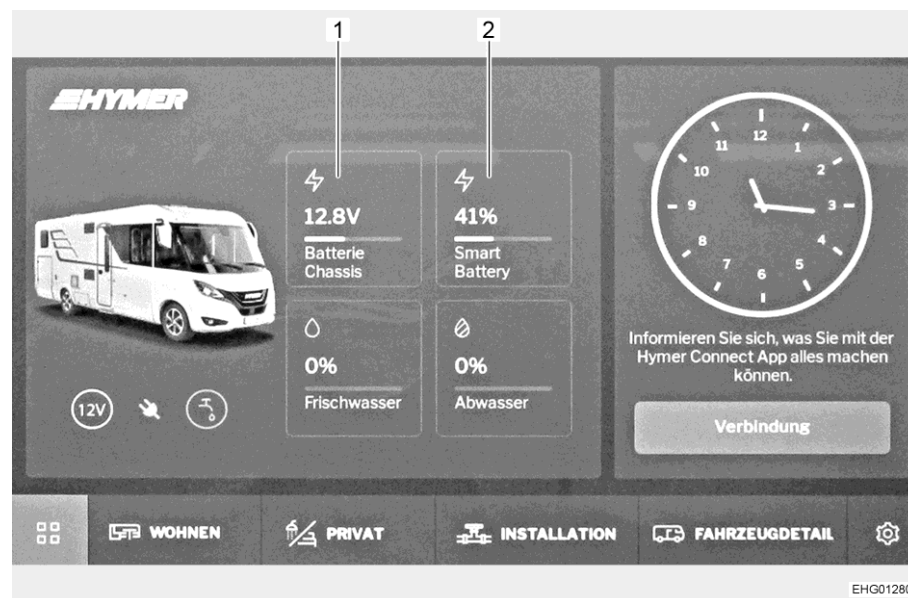 1
2
HYMER
12.8V
Batterie
Chassis
41%
Smart
Battery
0%
Frischwasser
0%
Abwasser
12V
12
1
2
3
4
5
6
7
8
9
10
11
Informieren Sie sich, was Sie mit der
Hymer Connect App alles machen
können.
Verbindung
WOHNEN
PRIVAT
INSTALLATION
FAHRZEUGDETAIL
EHG01280